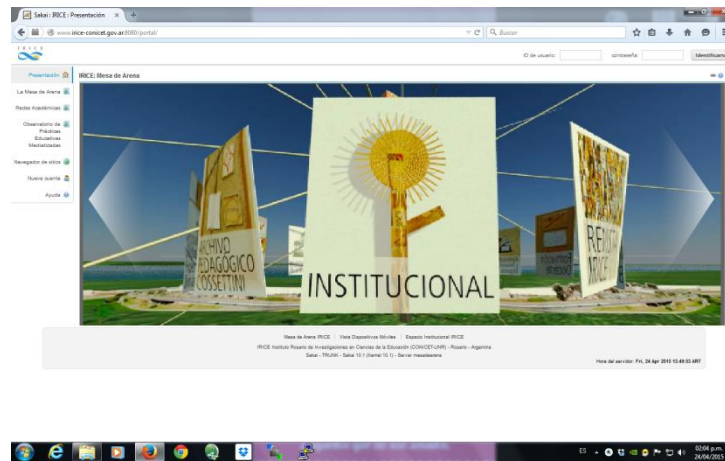 Sakai : IRICE : Presentación
www.irice-conicet.gov.ar:8080/portal/
Buscar
IRICE
ID de usuario:
contraseña:
Presentación
IRICE: Mesa de Arena
La Mesa de Arena
Redes Académicas
Observatorio de
Prácticas
Educativas
Mediatizadas
Navegador de sitios
Nueva cuenta
Ayuda
ARCHIVO
PEDAGÓGICO
COSSETTINI
INSTITUCIONAL
REVISTA
IRICE
Mesa de Arena IRICE | Vista Dispositivos Móviles | Espacio Institucional IRICE
IRICE Instituto Rosario de Investigaciones en Ciencias de la Educación (CONICET-UNR) - Rosario - Argentina
Sakai - TRUNK - Sakai 10.1 (Kernel 10.1) - Server mesadearena
Hora del servidor: Fri, 24 Apr 2015 13:48:33 ART
ES
02:04 p.m.
24/04/2015